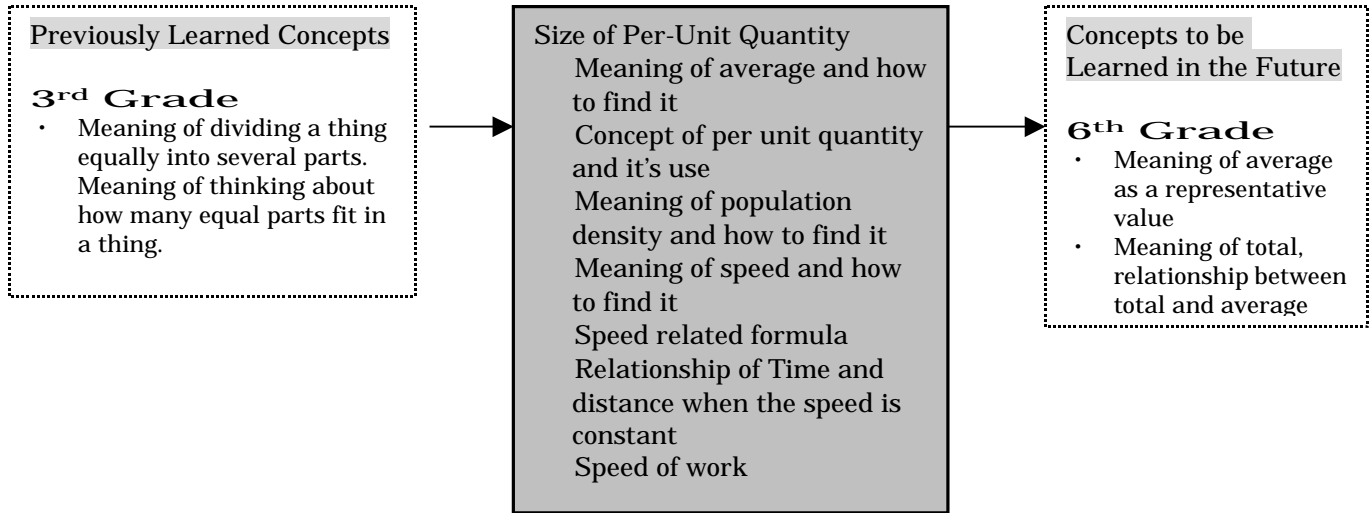 Previously Learned Concepts
3rd Grade
・ Meaning of dividing a thing
equally into several parts.
Meaning of thinking about
how many equal parts fit in
a thing.
Size of Per-Unit Quantity
Meaning of average and how
to find it
Concept of per unit quantity
and it's use
Meaning of population
density and how to find it
Meaning of speed and how
to find it
Speed related formula
Relationship of Time and
distance when the speed is
constant
Speed of work
Concepts to be
Learned in the Future
6th Grade
・ Meaning of average
as a representative
value
・ Meaning of total,
relationship between
total and average